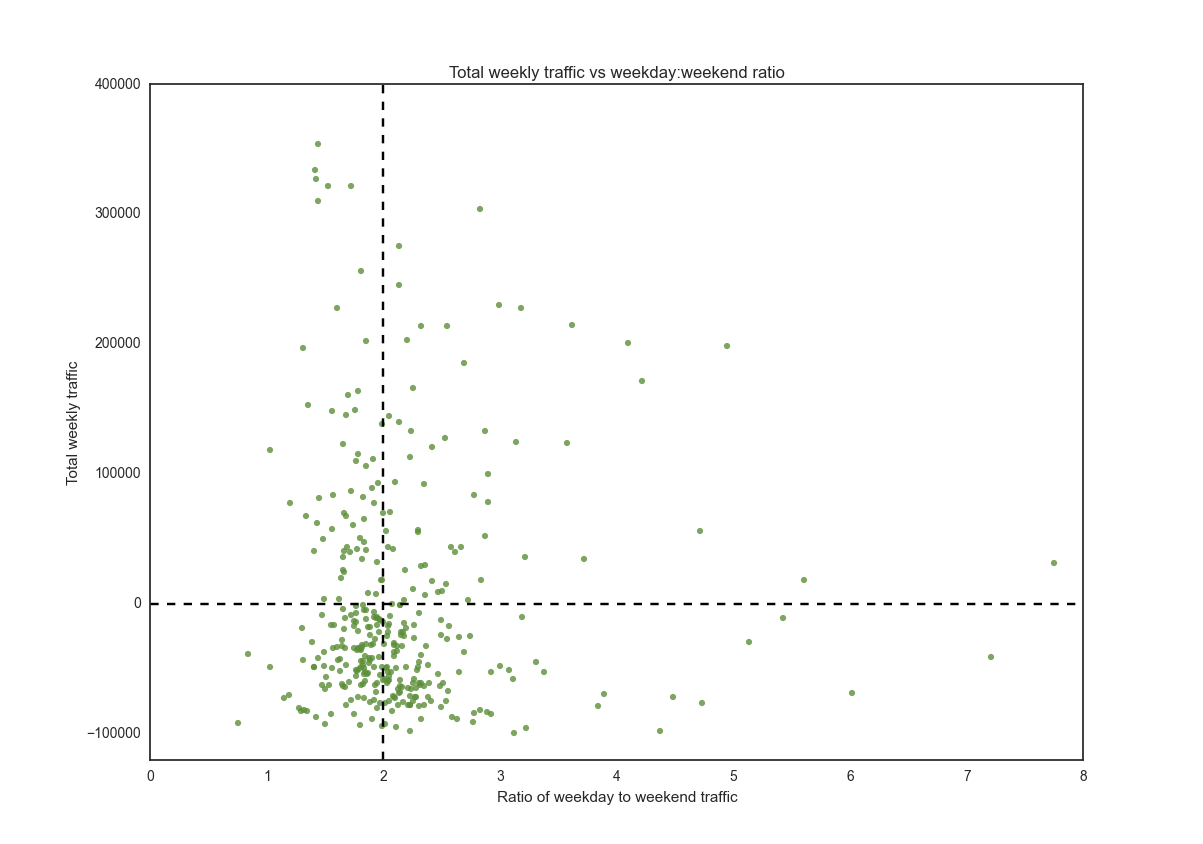 Total weekly traffic vs weekday:weekend ratio
400000
300000
200000
100000
0
−100000
Total weekly traffic
0 1 2 3 4 5 6 7 8
Ratio of weekday to weekend traffic